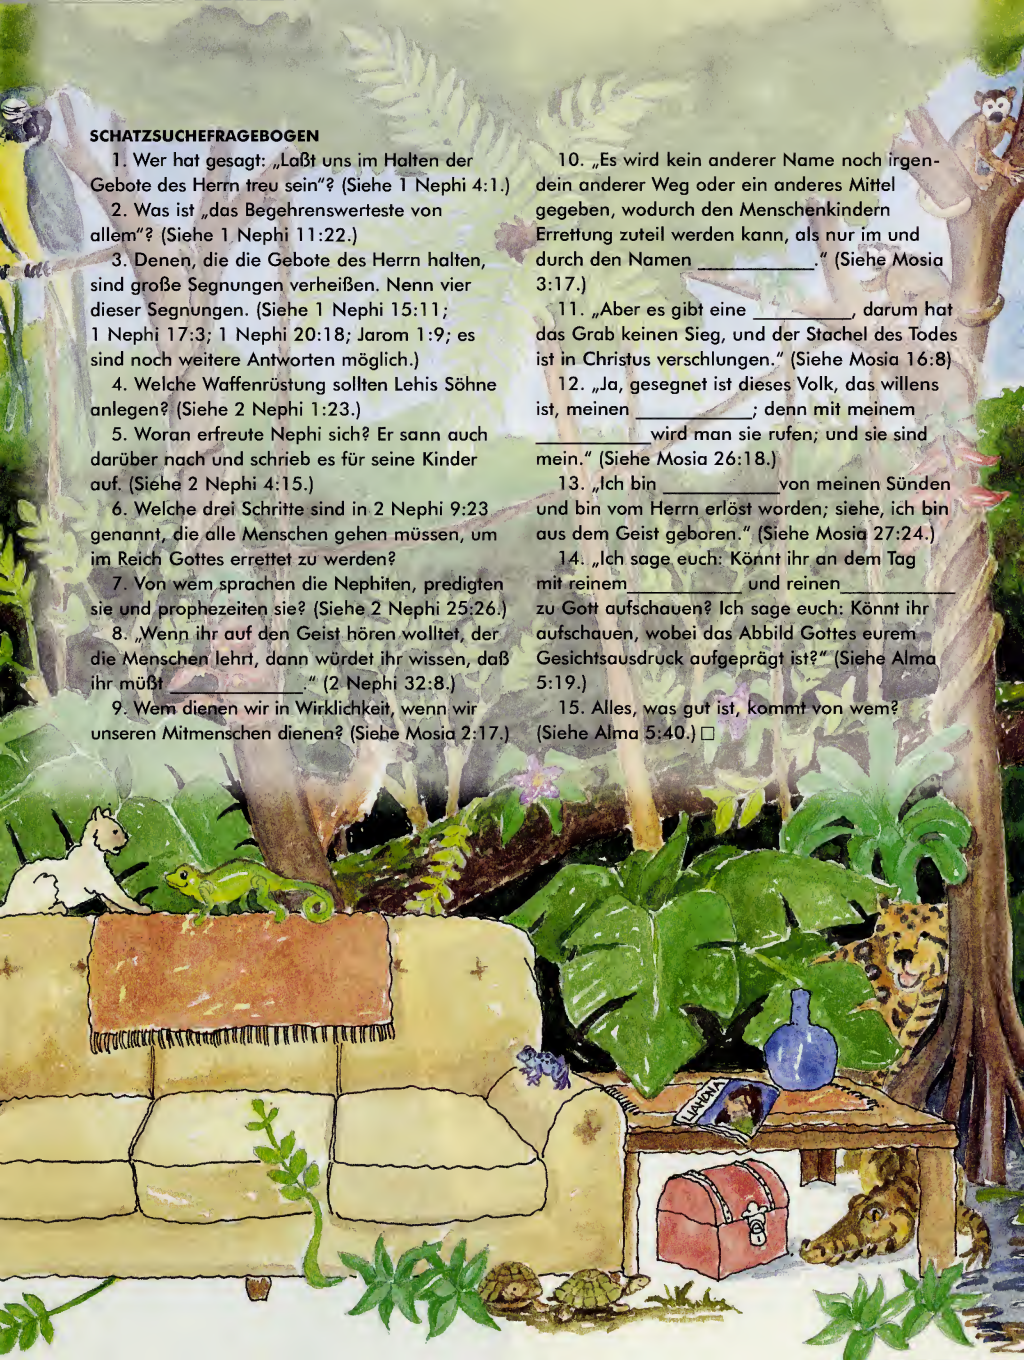 SCHATZSUCHEFRAGEBOGEN
1. Wer hat gesagt: „Laßt uns im Halten der
Gebote des Herrn treu sein"? (Siehe 1 Nephi 4:1.)
2. Was ist „das Begehrenswerteste von
allem"? (Siehe 1 Nephi 11:22.)
3. Denen, die die Gebote des Herrn halten,
sind große Segnungen verheißen. Nenn vier
dieser Segnungen. (Siehe 1 Nephi 15:11;
1 Nephi 17:3; 1 Nephi 20:18; Jarom 1:9; es
sind noch weitere Antworten möglich.)
4. Welche Waffenrüstung sollten Lehis Söhne
anlegen? (Siehe 2 Nephi 1:23.)
5. Woran erfreute Nephi sich? Er sann auch
darüber nach und schrieb es für seine Kinder
auf. (Siehe 2 Nephi 4:15.)
6. Welche drei Schritte sind in 2 Nephi 9:23
genannt, die alle Menschen gehen müssen, um
im Reich Gottes errettet zu werden?
7. Von wem sprachen die Nephiten, predigten
sie und prophezeiten sie? (Siehe 2 Nephi 25:26.)
8. „Wenn ihr auf den Geist hören wolltet, der
die Menschen lehrt, dann würdet ihr wissen, daß
ihr müßt ______________." (2 Nephi 32:8.)
9. Wem dienen wir in Wirklichkeit, wenn wir
unseren Mitmenschen dienen? (Siehe Mosia 2:17.)
10. „Es wird kein anderer Name noch irgen-
dein anderer Weg oder ein anderes Mittel
gegeben, wodurch den Menschenkindern
Errettung zuteil werden kann, als nur im und
durch den Namen ____________." (Siehe Mosia
3:17.)
11. „Aber es gibt eine __________, darum hat
das Grab keinen Sieg, und der Stachel des Todes
ist in Christus verschlungen." (Siehe Mosia 16:8)
12. „Ja, gesegnet ist dieses Volk, das willens
ist, meinen ____________; denn mit meinem
____________wird man sie rufen; und sie sind
mein." (Siehe Mosia 26:18.)
13. „Ich bin ____________von meinen Sünden
und bin vom Herrn erlöst worden; siehe, ich bin
aus dem Geist geboren." (Siehe Mosia 27:24.)
14. „Ich sage euch: Könnt ihr an dem Tag
mit reinem____________ und reinen____________
zu Gott aufschauen? Ich sage euch: Könnt ihr
aufschauen, wobei das Abbild Gottes eurem
Gesichtsausdruck aufgeprägt ist?" (Siehe Alma
5:19.)
15. Alles, was gut ist, kommt von wem?
(Siehe Alma 5:40.) □
LIAHONA